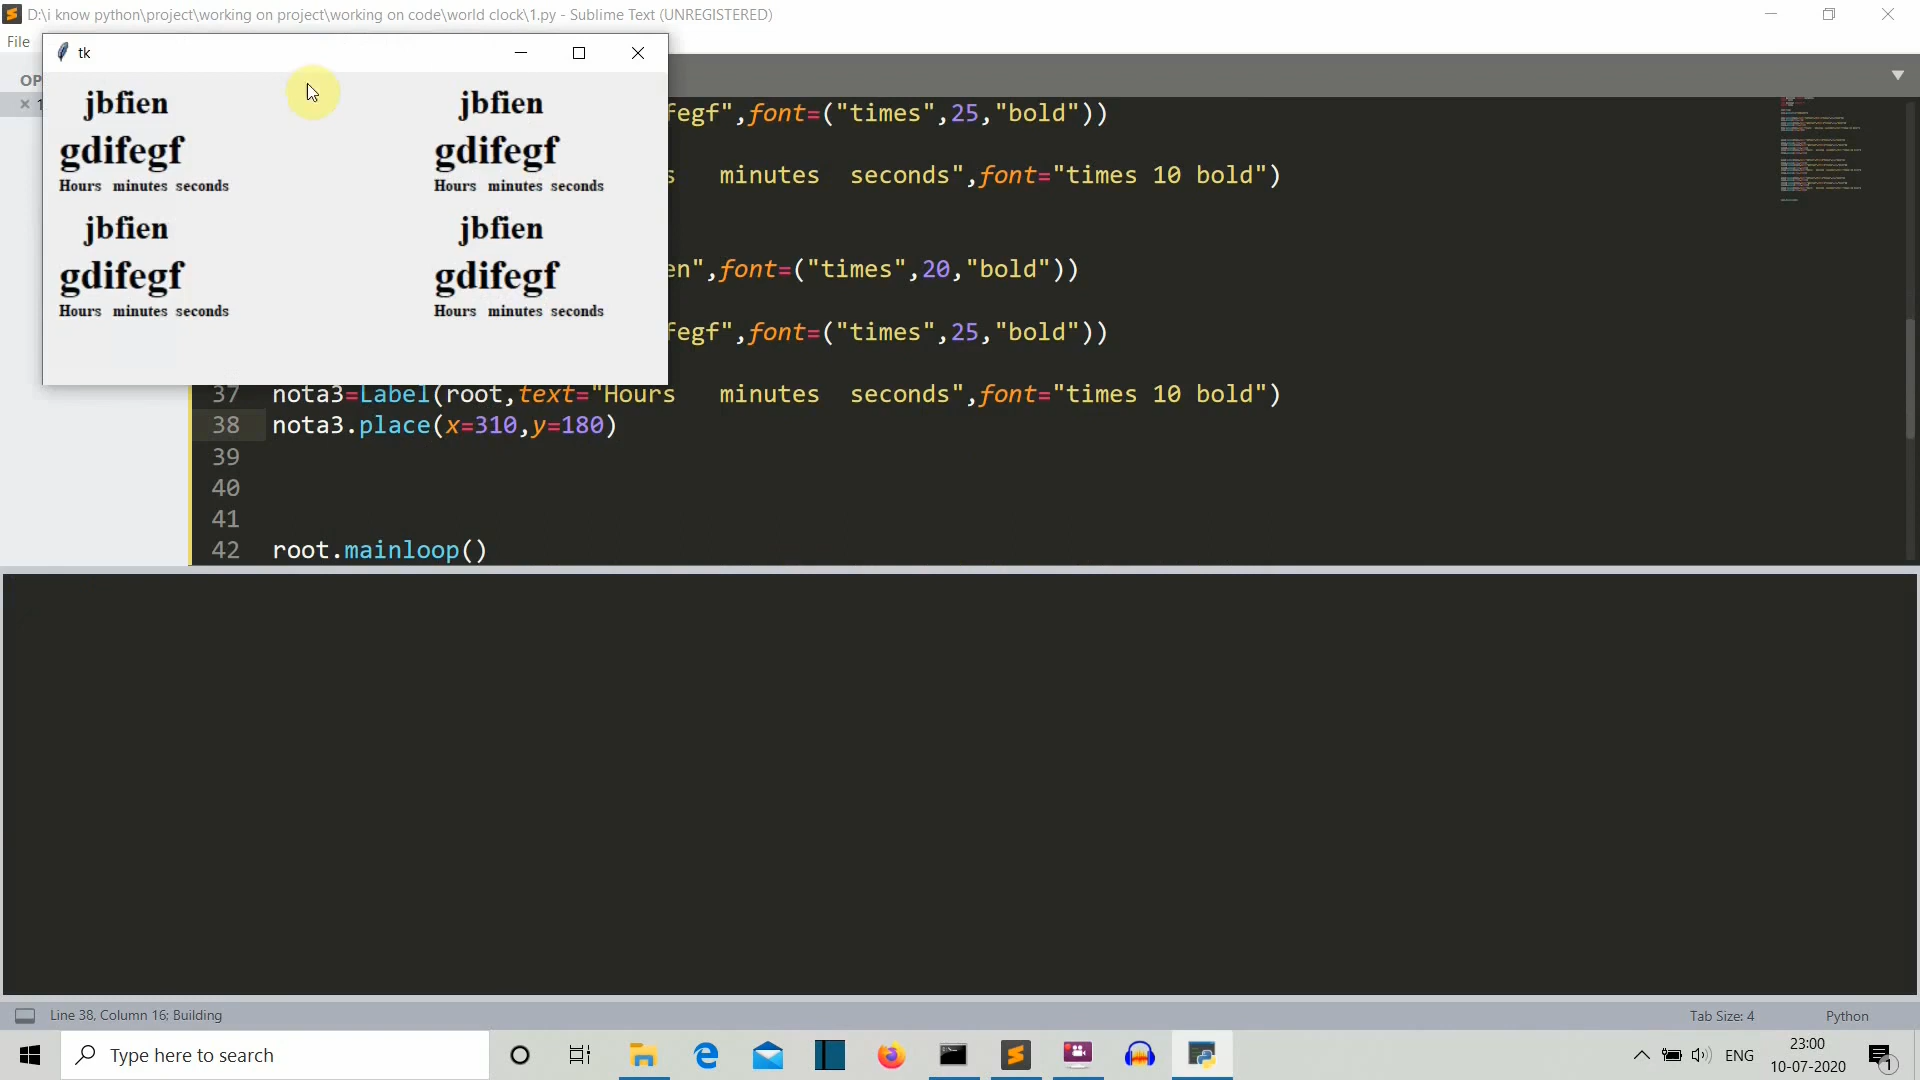 D:\i know python\project\working on project\working on code\world clock\1.py - Sublime Text (UNREGISTERED)
File
tk
OP
1
jbfien jbfien
gdifegf gdifegf
Hours minutes seconds Hours minutes seconds
jbfien jbfien
gdifegf gdifegf
Hours minutes seconds Hours minutes seconds
fegf",font=("times",25,"bold"))
s minutes seconds",font="times 10 bold")
en",font=("times",20,"bold"))
fegf",font=("times",25,"bold"))
37 nota3=Label(root,text="Hours minutes seconds",font="times 10 bold")
38 nota3.place(x=310,y=180)
39
40
41
42 root.mainloop()
Line 38, Column 16; Building
Tab Size: 4
Python
Type here to search
ENG
23:00
10-07-2020
1